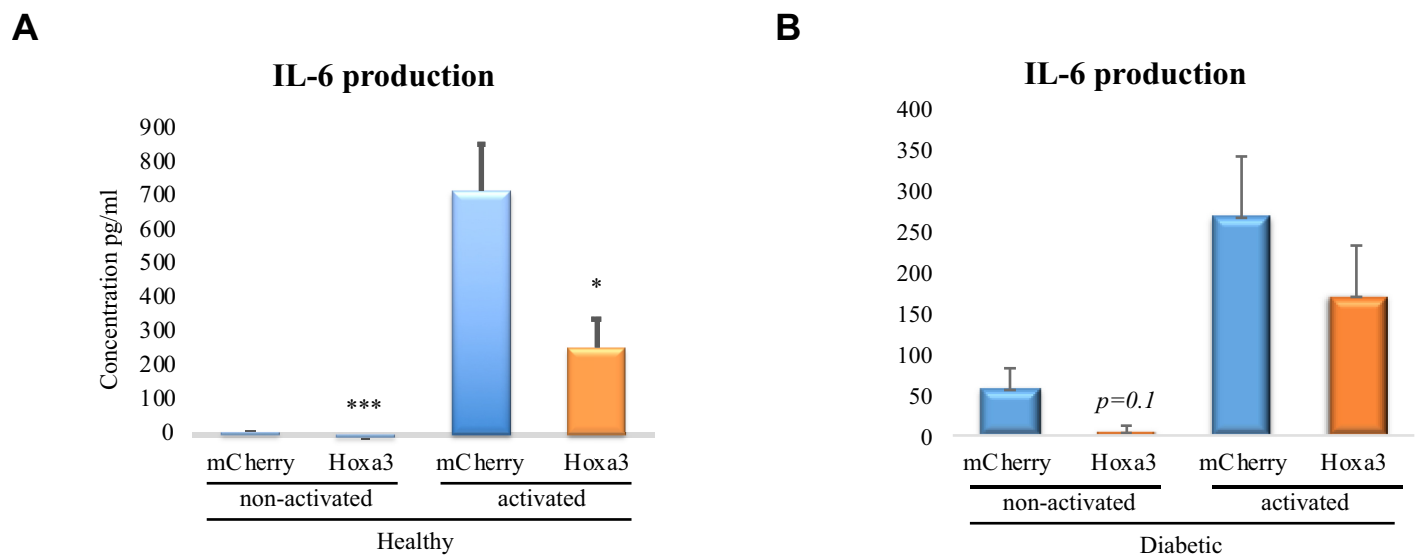 A
IL-6 production
Concentration pg/ml
900
800
700
600
500
400
300
200
100
0
***
*
mCherry Hoxa3 mCherry Hoxa3
non-activated activated
Healthy
B
IL-6 production
400
350
300
250
200
150
100
50
0
p=0.1
mCherry Hoxa3 mCherry Hoxa3
non-activated activated
Diabetic